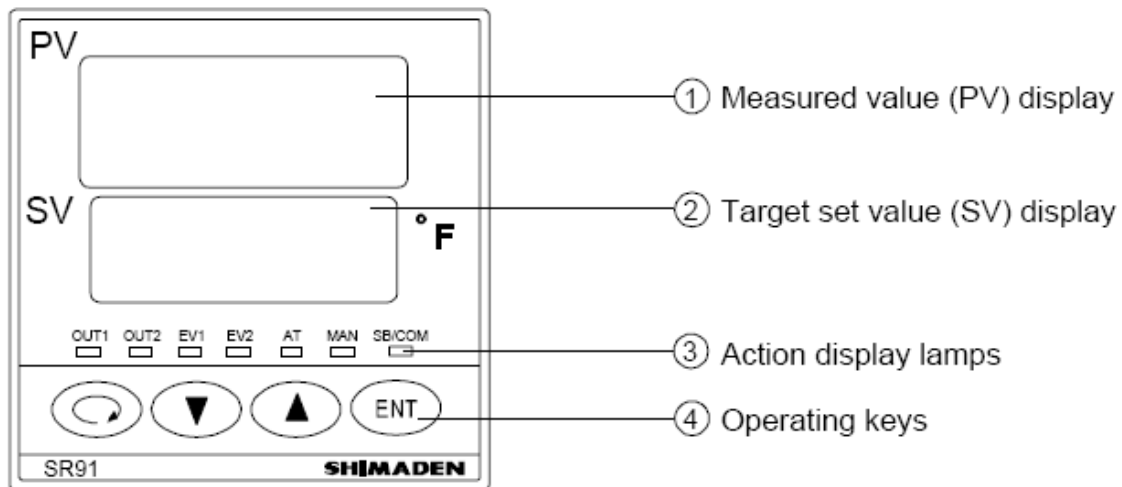 PV
① Measured value (PV) display
SV
② Target set value (SV) display
°F
OUT1 OUT2 EV1 EV2 AT MAN SB/COM
③ Action display lamps
ENT
④ Operating keys
SR91 SHIMADEN